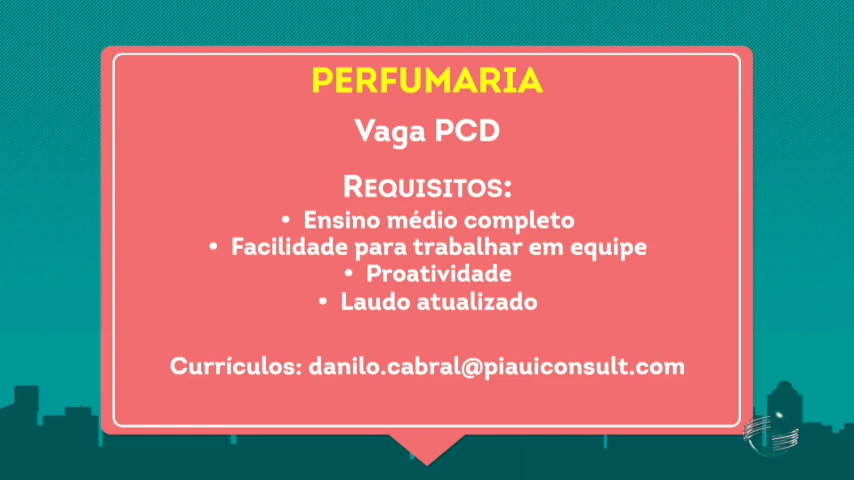 PERFUMARIA
Vaga PCD
REQUISITOS:
• Ensino médio completo
• Facilidade para trabalhar em equipe
• Proatividade
• Laudo atualizado
Currículos: danilo.cabral@piauiconsult.com